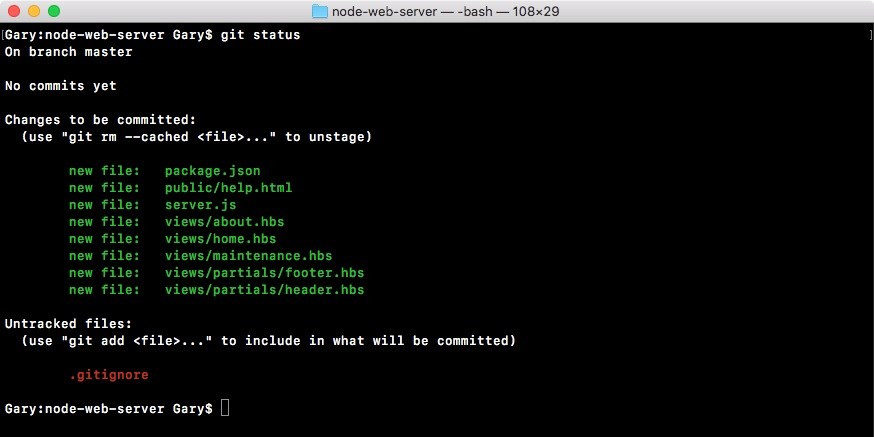 node-web-server — -bash — 108×29
[Gary:node-web-server Gary$ git status ]
On branch master
No commits yet
Changes to be committed:
(use "git rm --cached <file>..." to unstage)
new file: package.json
new file: public/help.html
new file: server.js
new file: views/about.hbs
new file: views/home.hbs
new file: views/maintenance.hbs
new file: views/partials/footer.hbs
new file: views/partials/header.hbs
Untracked files:
(use "git add <file>..." to include in what will be committed)
.gitignore
Gary:node-web-server Gary$